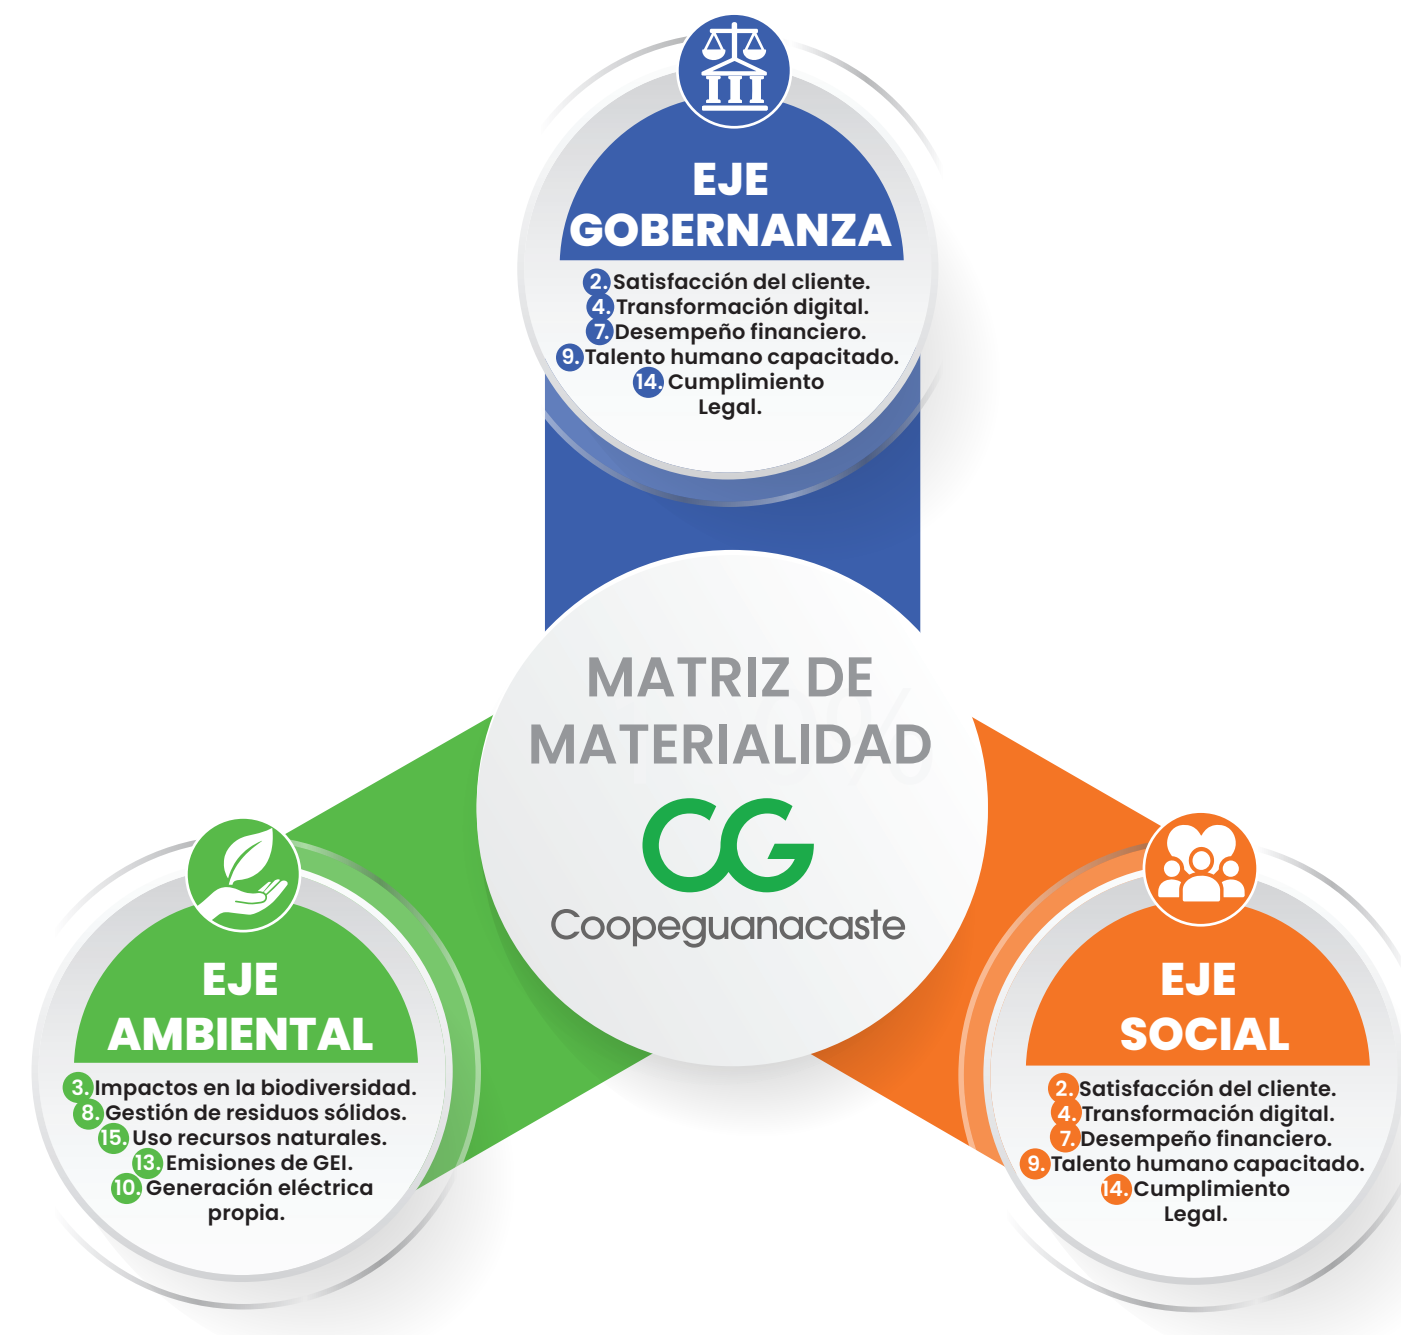 EJE
GOBERNANZA
2. Satisfacción del cliente.
4. Transformación digital.
7. Desempeño financiero.
9. Talento humano capacitado.
14. Cumplimiento
Legal.
MATRIZ DE
MATERIALIDAD
CG
Coopeguanacaste
EJE
AMBIENTAL
3. Impactos en la biodiversidad.
8. Gestión de residuos sólidos.
15. Uso recursos naturales.
13. Emisiones de GEI.
10. Generación eléctrica
propia.
EJE
SOCIAL
2. Satisfacción del cliente.
4. Transformación digital.
7. Desempeño financiero.
9. Talento humano capacitado.
14. Cumplimiento
Legal.